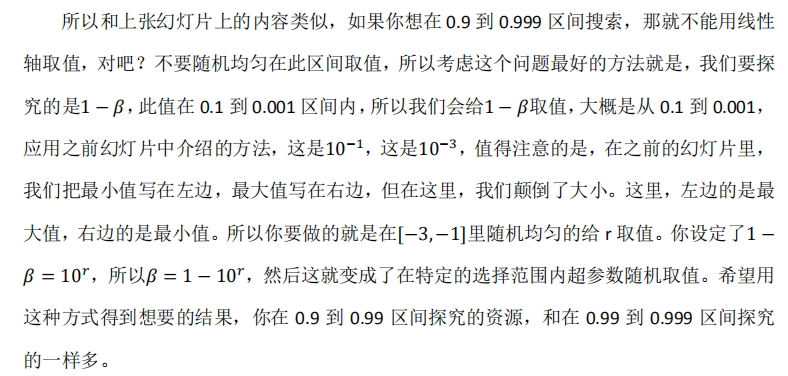 所以和上张幻灯片上的内容类似，如果你想在 0.9 到 0.999 区间搜索，那就不能用线性
轴取值，对吧？不要随机均匀在此区间取值，所以考虑这个问题最好的方法就是，我们要探
究的是1 − β，此值在 0.1 到 0.001 区间内，所以我们会给1 − β取值，大概是从 0.1 到 0.001，
应用之前幻灯片中介绍的方法，这是10⁻¹，这是10⁻³，值得注意的是，在之前的幻灯片里，
我们把最小值写在左边，最大值写在右边，但在这里，我们颠倒了大小。这里，左边的是最
大值，右边的是最小值。所以你要做的就是在[−3, −1]里随机均匀的给 r 取值。你设定了1 −
β = 10ʳ，所以β = 1 − 10ʳ，然后这就变成了在特定的选择范围内超参数随机取值。希望用
这种方式得到想要的结果，你在 0.9 到 0.99 区间探究的资源，和在 0.99 到 0.999 区间探究
的一样多。